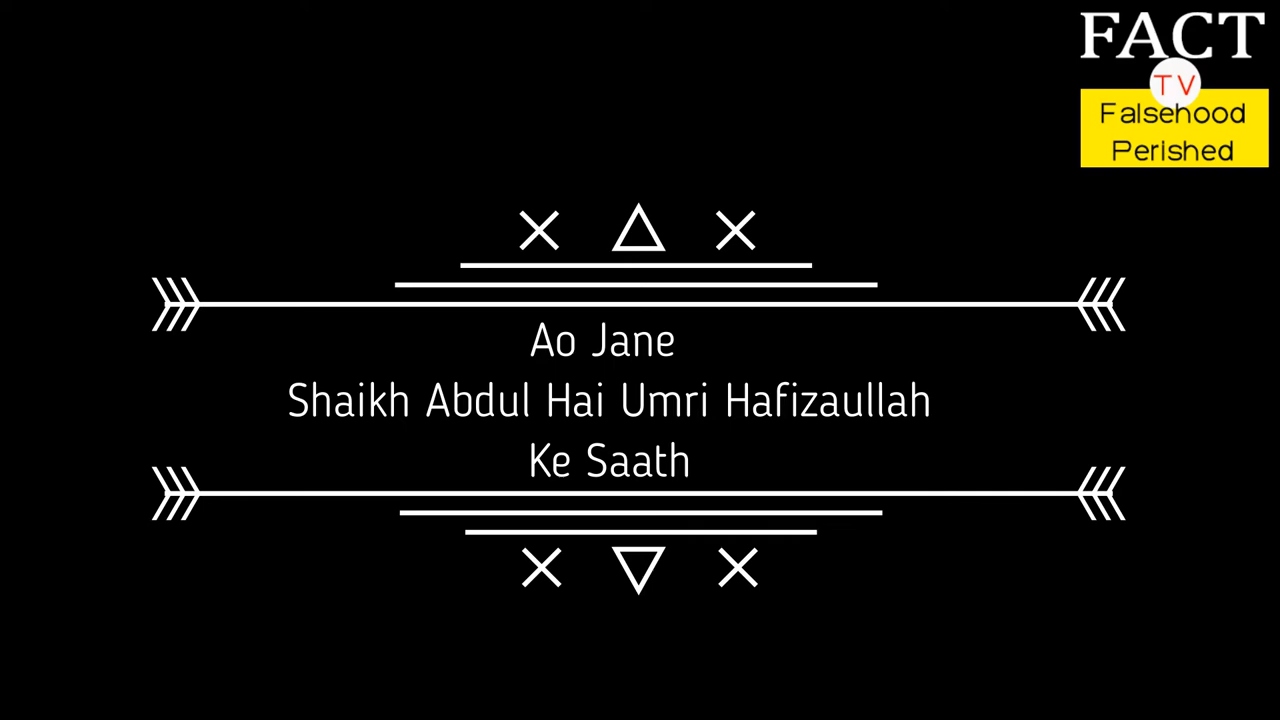 FACT
TV
Falsehood
Perished
Ao Jane
Shaikh Abdul Hai Umri Hafizaullah
Ke Saath